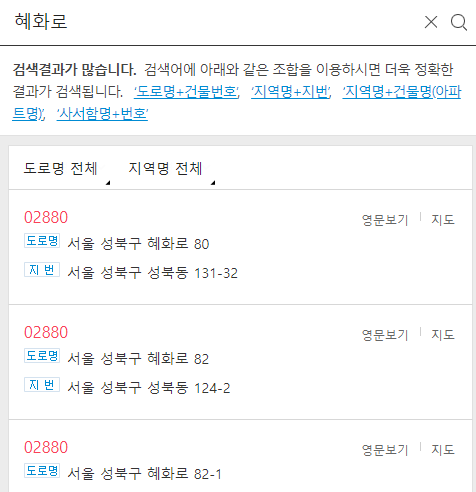 혜화로
검색결과가 많습니다. 검색어에 아래와 같은 조합을 이용하시면 더욱 정확한
결과가 검색됩니다. '도로명+건물번호', '지역명+지번', '지역명+건물명(아파
트명)', '사서함명+번호'
도로명 전체 지역명 전체
02880 영문보기 지도
도로명 서울 성북구 혜화로 80
지 번 서울 성북구 성북동 131-32
02880 영문보기 지도
도로명 서울 성북구 혜화로 82
지 번 서울 성북구 성북동 124-2
02880 영문보기 지도
도로명 서울 성북구 혜화로 82-1